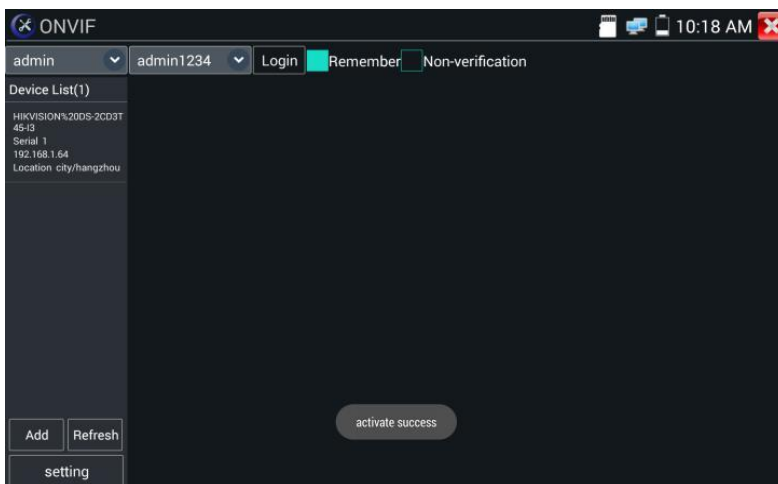 ONVIF
10:18 AM
admin
admin1234
Login
Remember
Non-verification
Device List(1)
HIKVISION%20DS-2CD3T
45-I3
Serial 1
192.168.1.64
Location city/hangzhou
activate success
Add
Refresh
setting